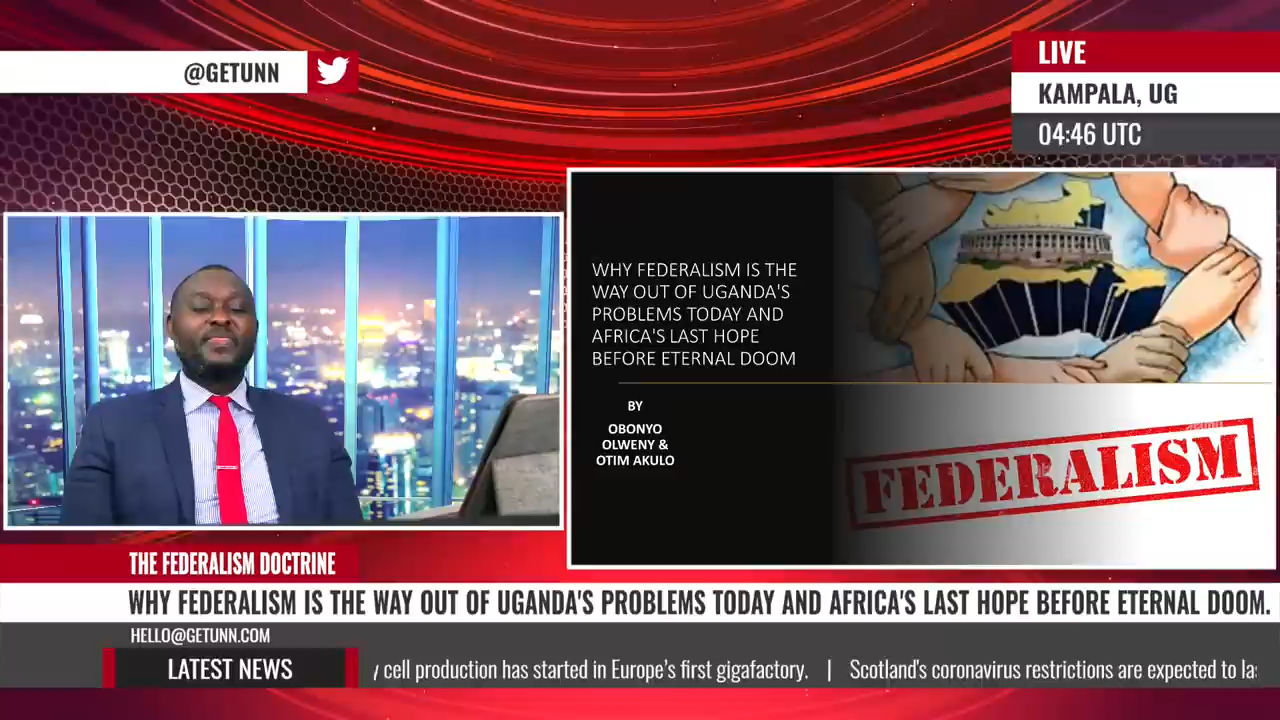 @GETUNN
LIVE
KAMPALA, UG
04:46 UTC
WHY FEDERALISM IS THE
WAY OUT OF UGANDA'S
PROBLEMS TODAY AND
AFRICA'S LAST HOPE
BEFORE ETERNAL DOOM
BY
OBONYO
OLWENY &
OTIM AKULO
FEDERALISM
THE FEDERALISM DOCTRINE
WHY FEDERALISM IS THE WAY OUT OF UGANDA'S PROBLEMS TODAY AND AFRICA'S LAST HOPE BEFORE ETERNAL DOOM.
HELLO@GETUNN.COM
LATEST NEWS
cell production has started in Europe's first gigafactory. | Scotland's coronavirus restrictions are expected to